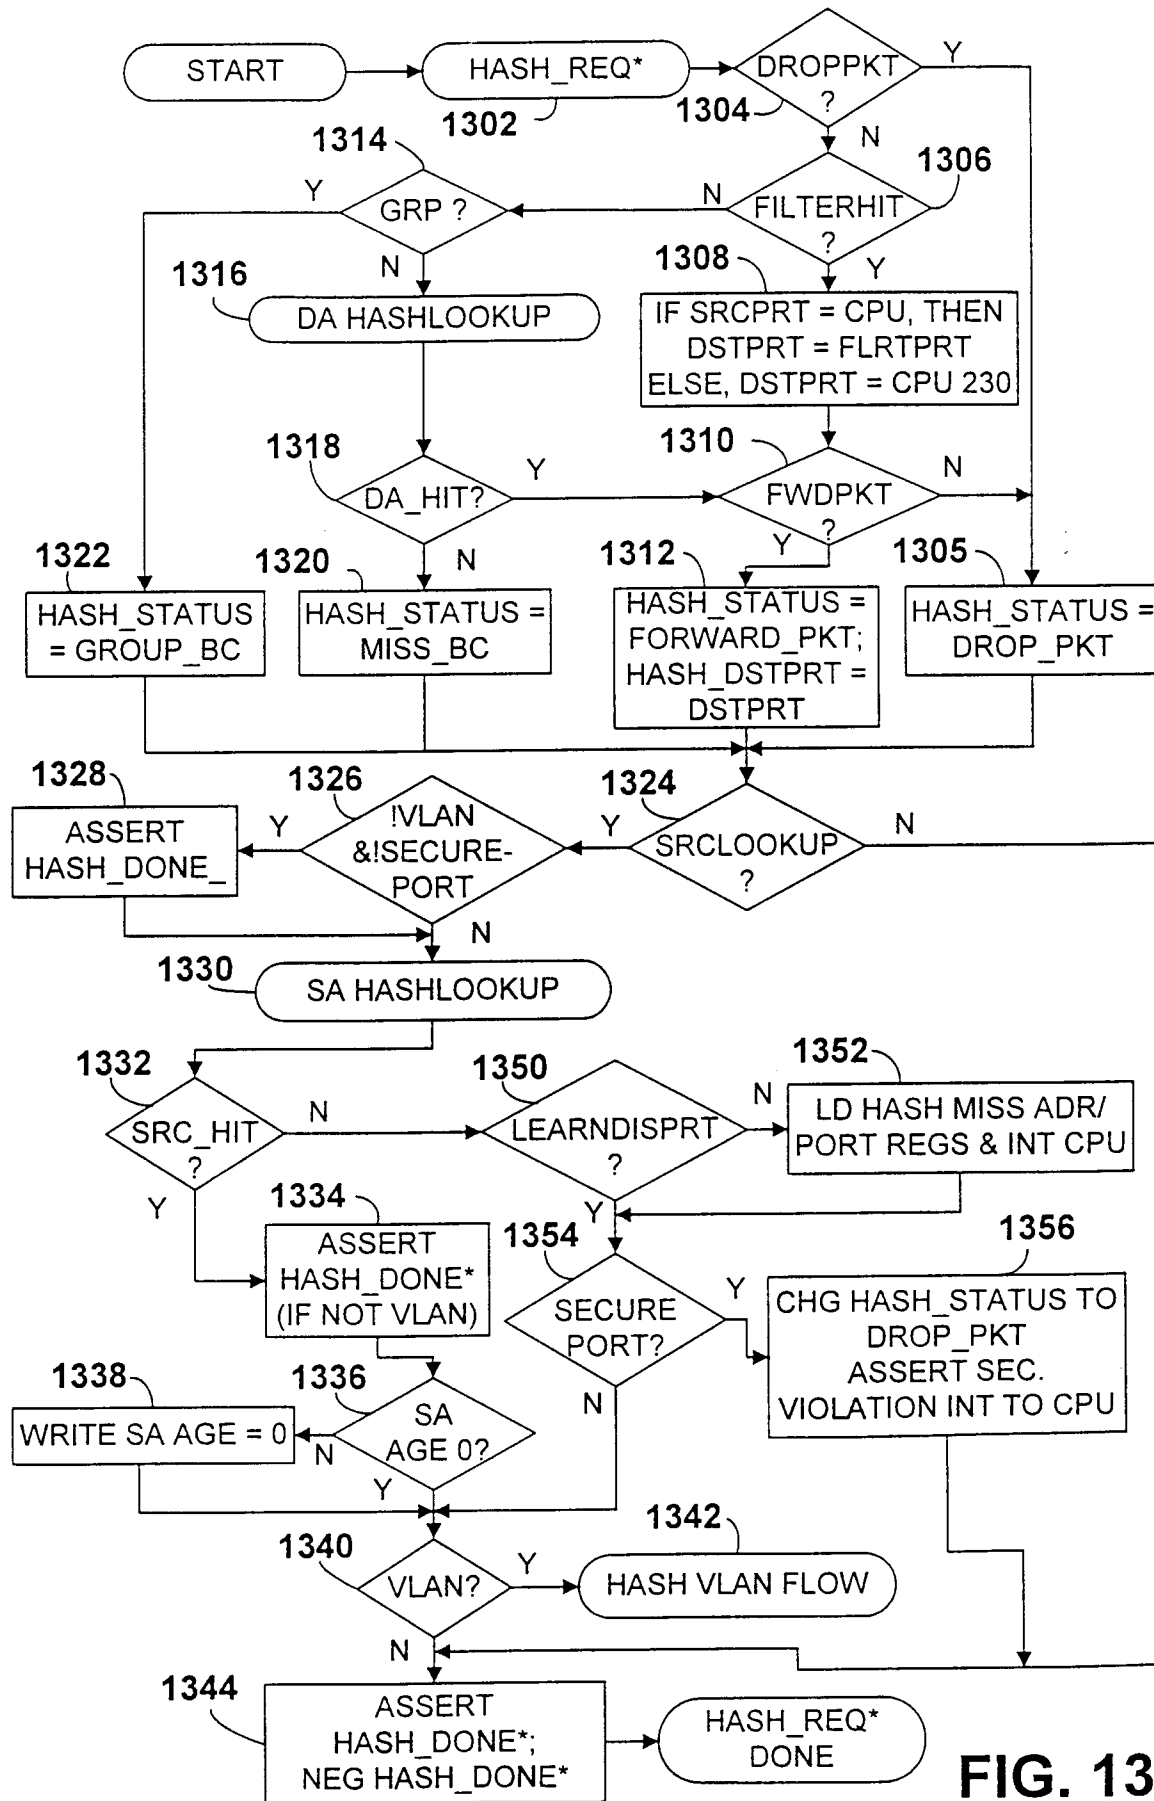 START
HASH_REQ*
1302
DROPPKT
?
1304
Y
N
1314
Y
GRP ?
N
N
FILTERHIT
?
1306
Y
1316
DA HASHLOOKUP
1308
IF SRCPRT = CPU, THEN
DSTPRT = FLRTPRT
ELSE, DSTPRT = CPU 230
1318
DA_HIT?
Y
N
1310
FWDPKT
?
N
Y
1322
HASH_STATUS
= GROUP_BC
1320
HASH_STATUS =
MISS_BC
1312
HASH_STATUS =
FORWARD_PKT;
HASH_DSTPRT =
DSTPRT
1305
HASH_STATUS =
DROP_PKT
1328
ASSERT
HASH_DONE_
Y
1326
!VLAN
&!SECURE-
PORT
N
Y
1324
SRCLOOKUP
?
N
1330
SA HASHLOOKUP
1332
SRC_HIT
?
N
Y
1350
LEARNDISPRT
?
N
Y
1352
LD HASH MISS ADR/
PORT REGS & INT CPU
1334
ASSERT
HASH_DONE*
(IF NOT VLAN)
1354
SECURE
PORT?
Y
N
1356
CHG HASH_STATUS TO
DROP_PKT
ASSERT SEC.
VIOLATION INT TO CPU
1338
WRITE SA AGE = 0
1336
SA
AGE 0?
N
Y
1340
VLAN?
Y
N
1342
HASH VLAN FLOW
1344
ASSERT
HASH_DONE*;
NEG HASH_DONE*
HASH_REQ*
DONE
FIG. 13